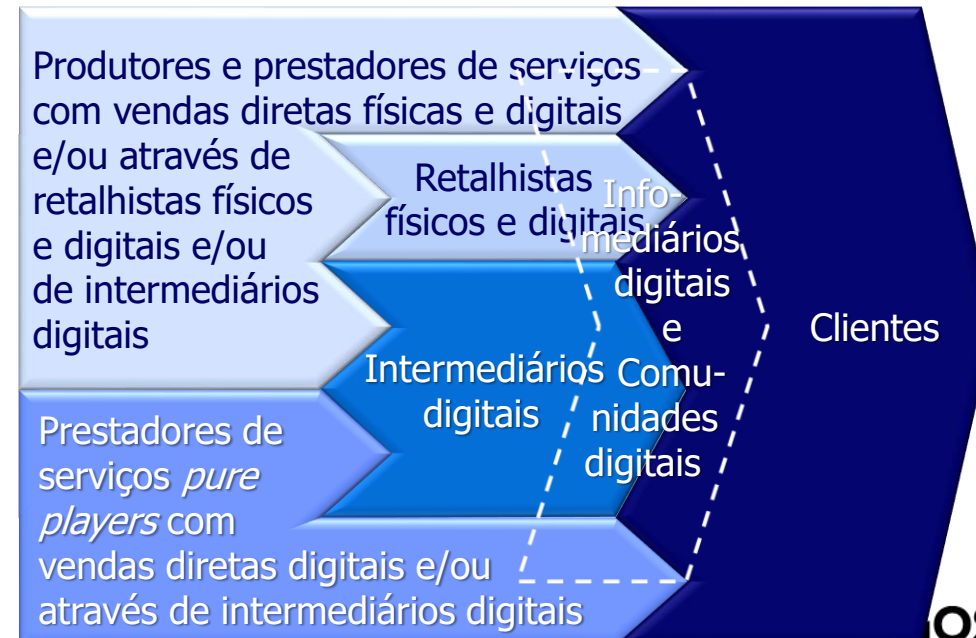 Produtores e prestadores de serviços
com vendas diretas físicas e digitais
e/ou através de
retalhistas físicos
e digitais e/ou
de intermediários
digitais
Retalhistas
físicos e digitais
Info-
mediários
digitais
e
Comu-
nidades
digitais
Clientes
Intermediários
digitais
Prestadores de
serviços pure
players com
vendas diretas digitais e/ou
através de intermediários digitais